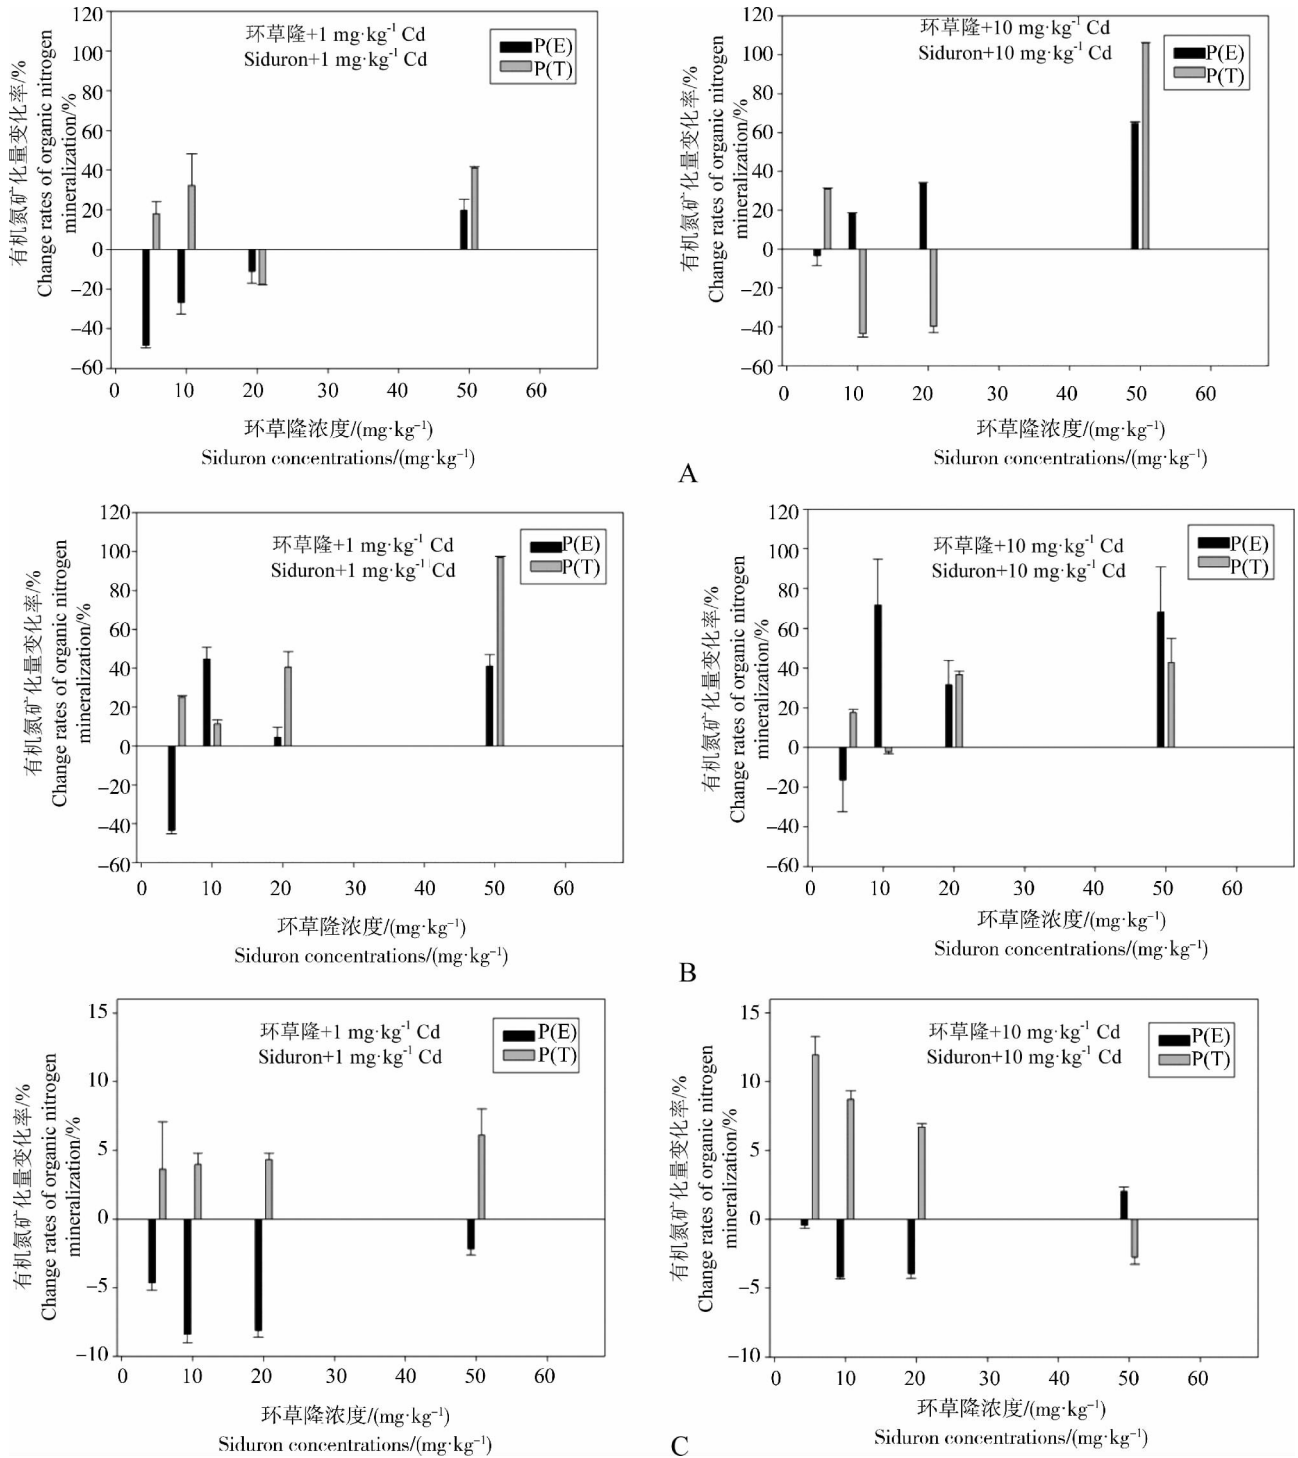 环草隆+1 mg·kg⁻¹ Cd
Siduron+1 mg·kg⁻¹ Cd
P(E)
P(T)
有机氮矿化量变化率/%
Change rates of organic nitrogen
mineralization/%
120
100
80
60
40
20
0
−20
−40
−60
0 10 20 30 40 50 60
环草隆浓度/(mg·kg⁻¹)
Siduron concentrations/(mg·kg⁻¹)
环草隆+10 mg·kg⁻¹ Cd
Siduron+10 mg·kg⁻¹ Cd
P(E)
P(T)
有机氮矿化量变化率/%
Change rates of organic nitrogen
mineralization/%
120
100
80
60
40
20
0
−20
−40
−60
0 10 20 30 40 50 60
环草隆浓度/(mg·kg⁻¹)
Siduron concentrations/(mg·kg⁻¹)
A
环草隆+1 mg·kg⁻¹ Cd
Siduron+1 mg·kg⁻¹ Cd
P(E)
P(T)
有机氮矿化量变化率/%
Change rates of organic nitrogen
mineralization/%
120
100
80
60
40
20
0
−20
−40
−60
0 10 20 30 40 50 60
环草隆浓度/(mg·kg⁻¹)
Siduron concentrations/(mg·kg⁻¹)
环草隆+10 mg·kg⁻¹ Cd
Siduron+10 mg·kg⁻¹ Cd
P(E)
P(T)
有机氮矿化量变化率/%
Change rates of organic nitrogen
mineralization/%
120
100
80
60
40
20
0
−20
−40
−60
0 10 20 30 40 50 60
环草隆浓度/(mg·kg⁻¹)
Siduron concentrations/(mg·kg⁻¹)
B
环草隆+1 mg·kg⁻¹ Cd
Siduron+1 mg·kg⁻¹ Cd
P(E)
P(T)
有机氮矿化量变化率/%
Change rates of organic nitrogen
mineralization/%
15
10
5
0
−5
−10
0 10 20 30 40 50 60
环草隆浓度/(mg·kg⁻¹)
Siduron concentrations/(mg·kg⁻¹)
环草隆+10 mg·kg⁻¹ Cd
Siduron+10 mg·kg⁻¹ Cd
P(E)
P(T)
有机氮矿化量变化率/%
Change rates of organic nitrogen
mineralization/%
15
10
5
0
−5
−10
0 10 20 30 40 50 60
环草隆浓度/(mg·kg⁻¹)
Siduron concentrations/(mg·kg⁻¹)
C